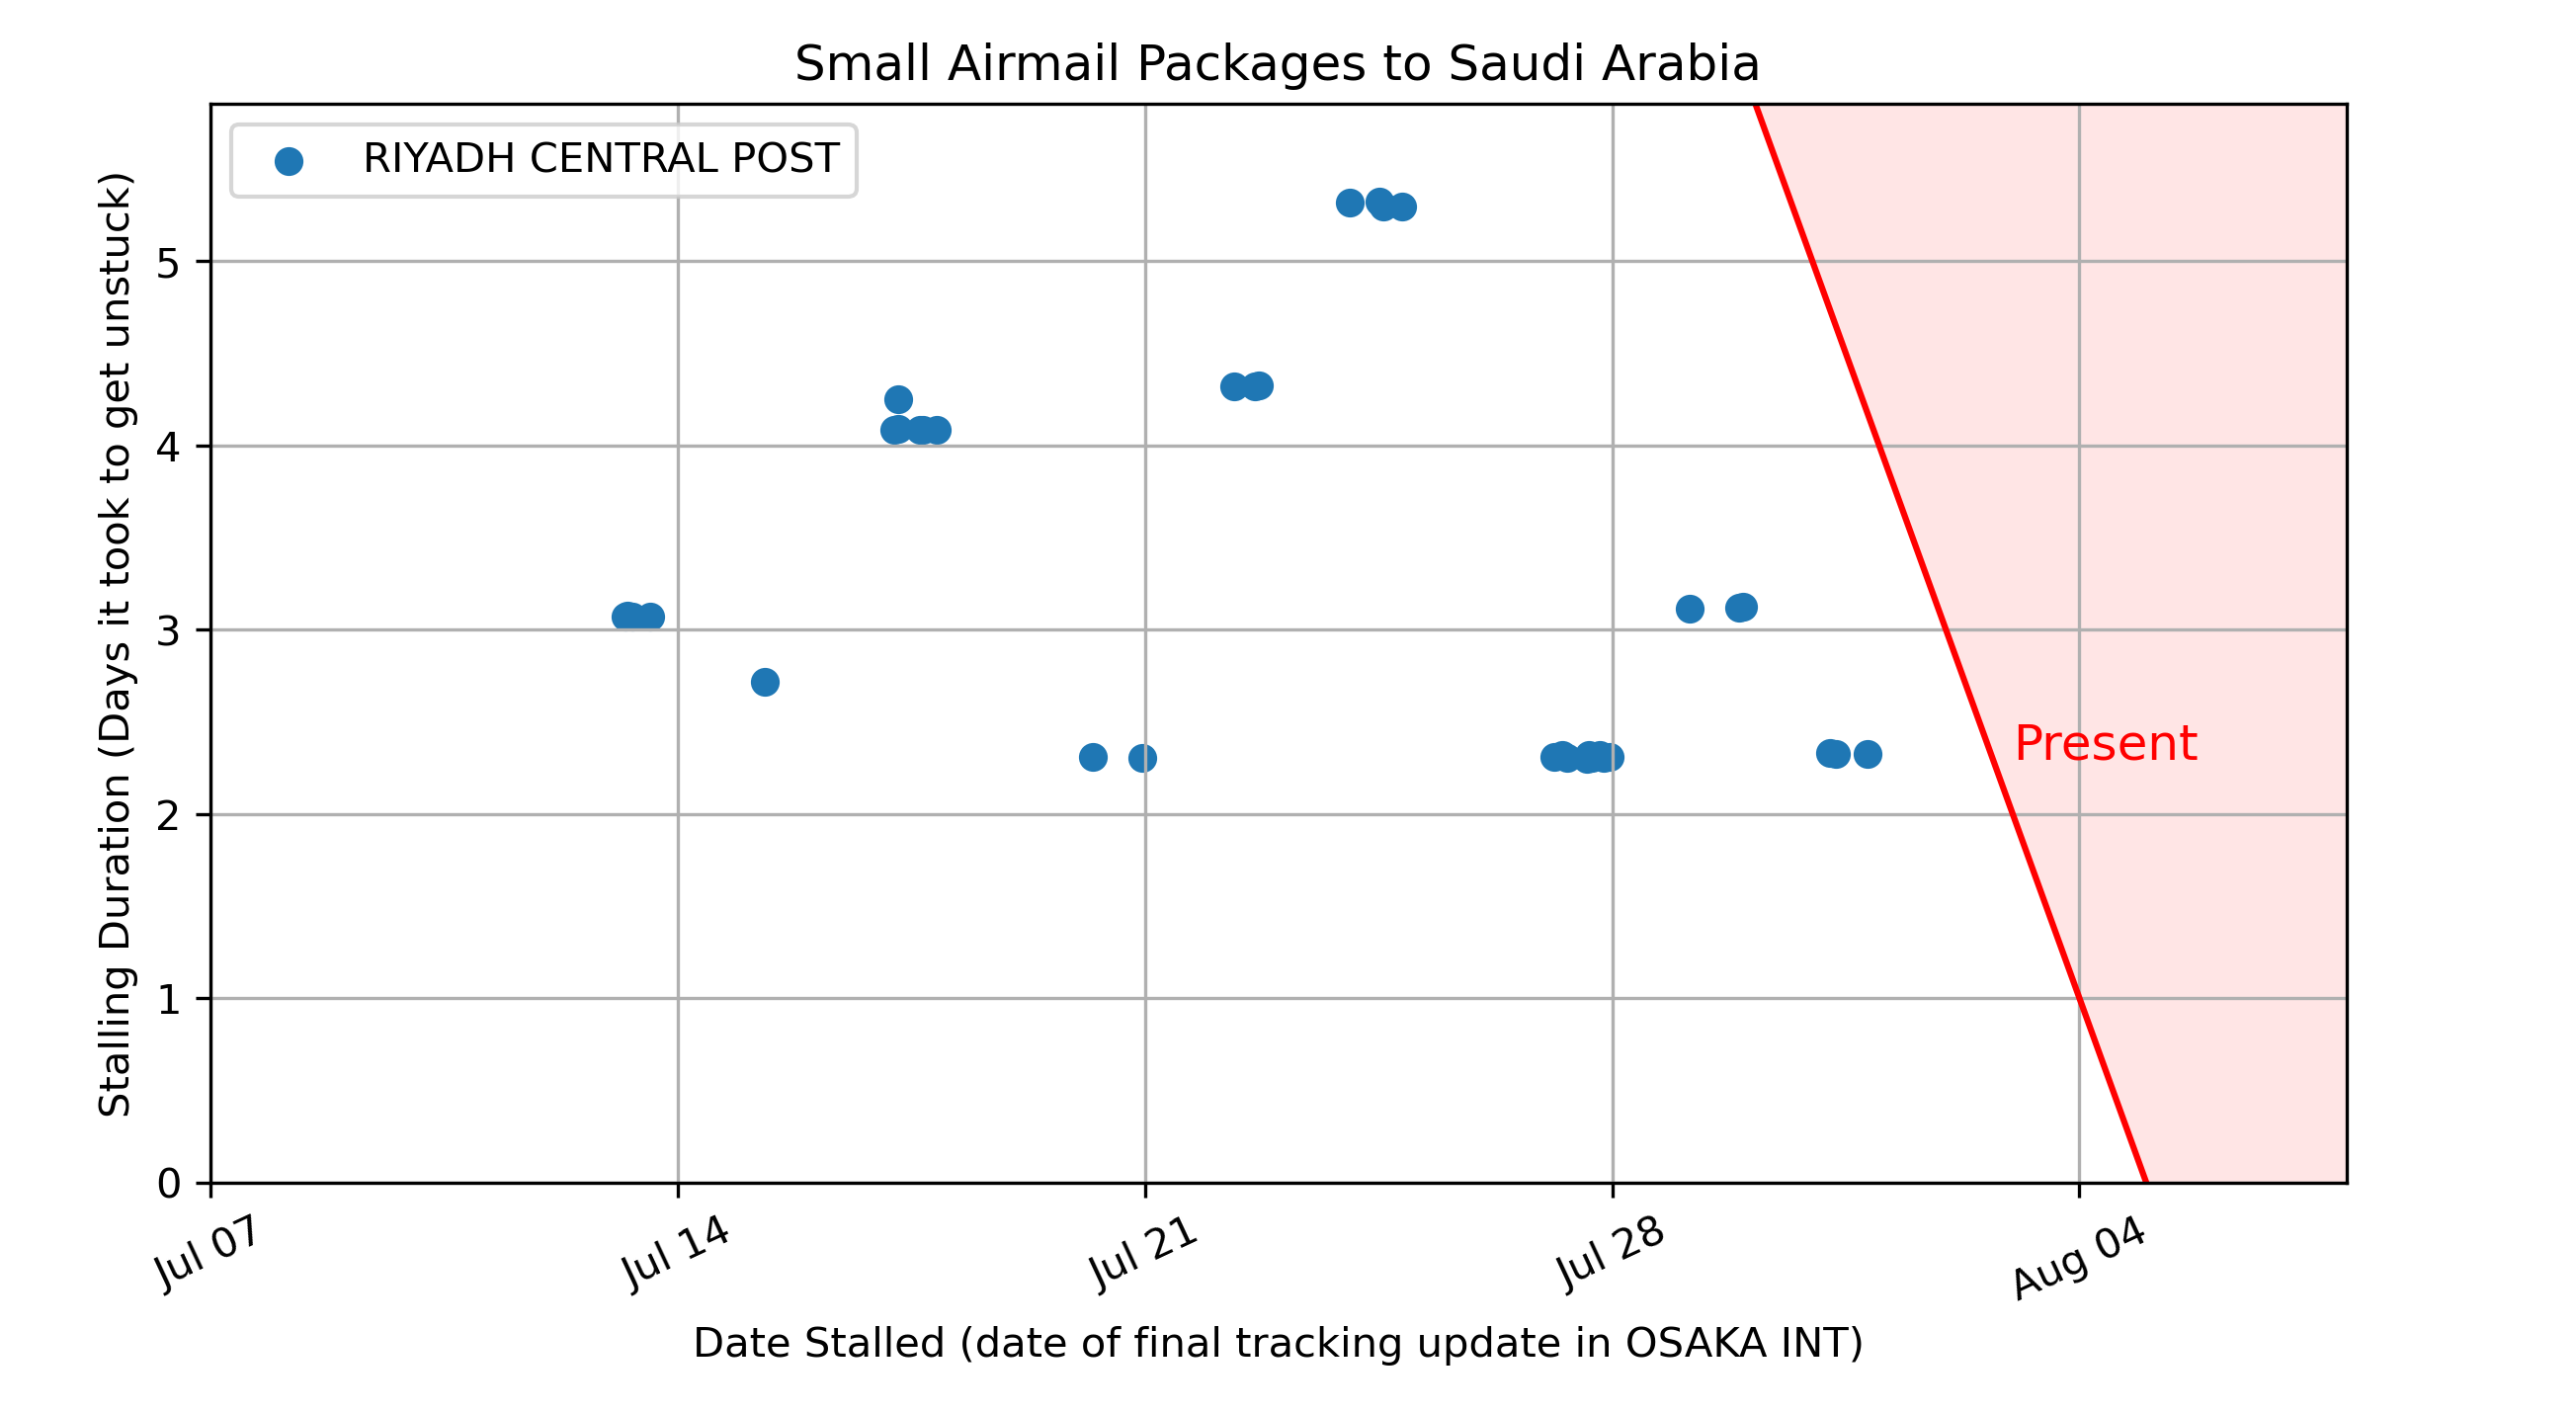 Small Airmail Packages to Saudi Arabia
RIYADH CENTRAL POST
Stalling Duration (Days it took to get unstuck)
5
4
3
2
1
0
Present
Jul 07
Jul 14
Jul 21
Jul 28
Aug 04
Date Stalled (date of final tracking update in OSAKA INT)